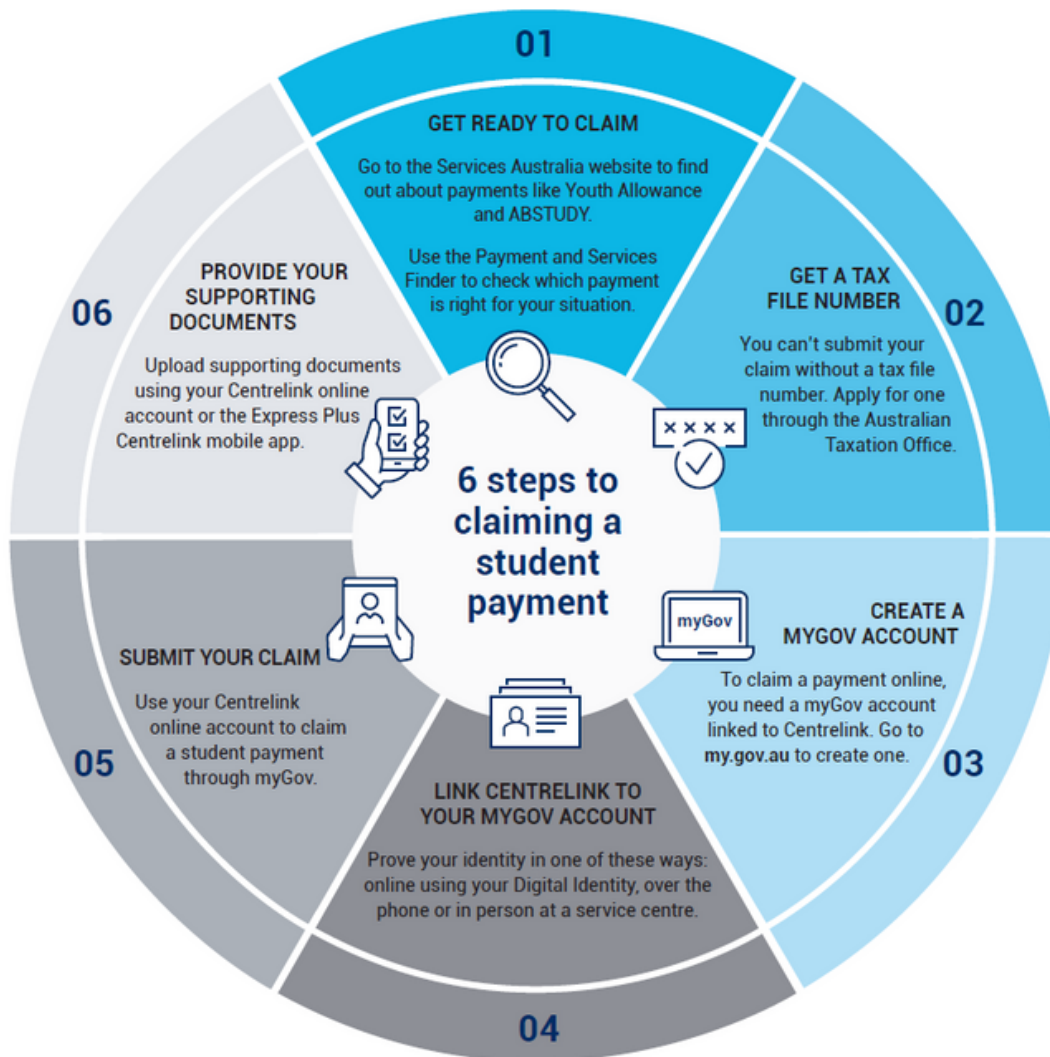 01
GET READY TO CLAIM
Go to the Services Australia website to find
out about payments like Youth Allowance
and ABSTUDY.
Use the Payment and Services
Finder to check which payment
is right for your situation.
02
GET A TAX
FILE NUMBER
You can't submit your
claim without a tax file
number. Apply for one
through the Australian
Taxation Office.
03
CREATE A
MYGOV ACCOUNT
To claim a payment online,
you need a myGov account
linked to Centrelink. Go to
my.gov.au to create one.
myGov
04
LINK CENTRELINK TO
YOUR MYGOV ACCOUNT
Prove your identity in one of these ways:
online using your Digital Identity, over the
phone or in person at a service centre.
05
SUBMIT YOUR CLAIM
Use your Centrelink
online account to claim
a student payment
through myGov.
06
PROVIDE YOUR
SUPPORTING
DOCUMENTS
Upload supporting documents
using your Centrelink online
account or the Express Plus
Centrelink mobile app.
6 steps to
claiming a
student
payment